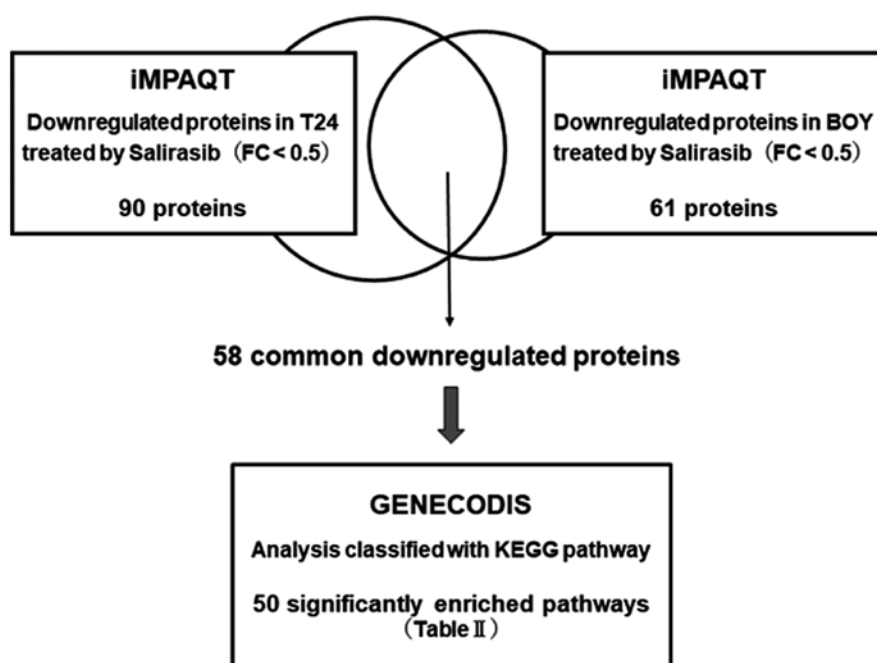 iMPAQT
Downregulated proteins in T24
treated by Salirasib (FC < 0.5)
90 proteins
iMPAQT
Downregulated proteins in BOY
treated by Salirasib (FC < 0.5)
61 proteins
58 common downregulated proteins
GENECODIS
Analysis classified with KEGG pathway
50 significantly enriched pathways
(Table Ⅱ)